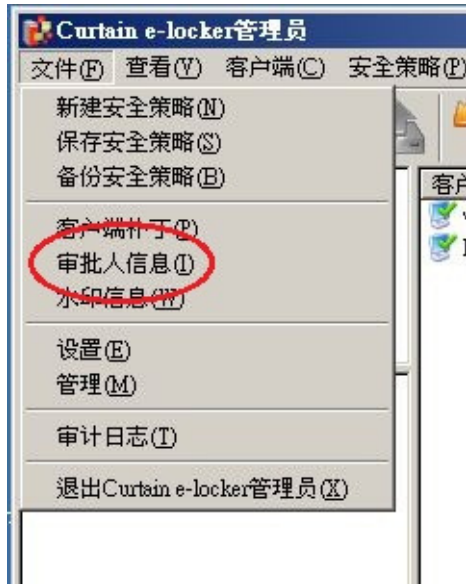 Curtain e-locker管理员
文件(F) 查看(V) 客户端(C) 安全策略(P)
新建安全策略(N)
保存安全策略(S)
备份安全策略(B)
客户
客户端补丁(P)
审批人信息(I)
水印信息(W)
设置(E)
管理(M)
审计日志(T)
退出Curtain e-locker管理员(X)